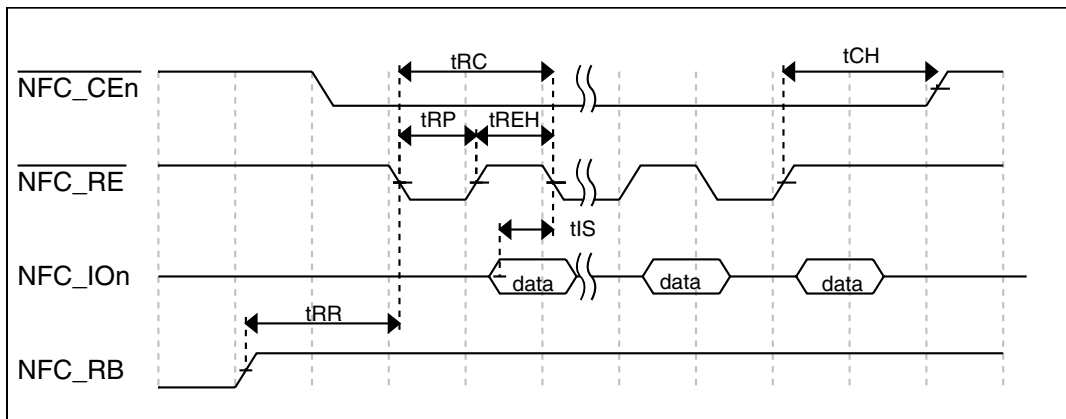 tRC
tCH
NFC_CEn
tRP
tREH
NFC_RE
tIS
NFC_IOn
data
data
data
tRR
NFC_RB